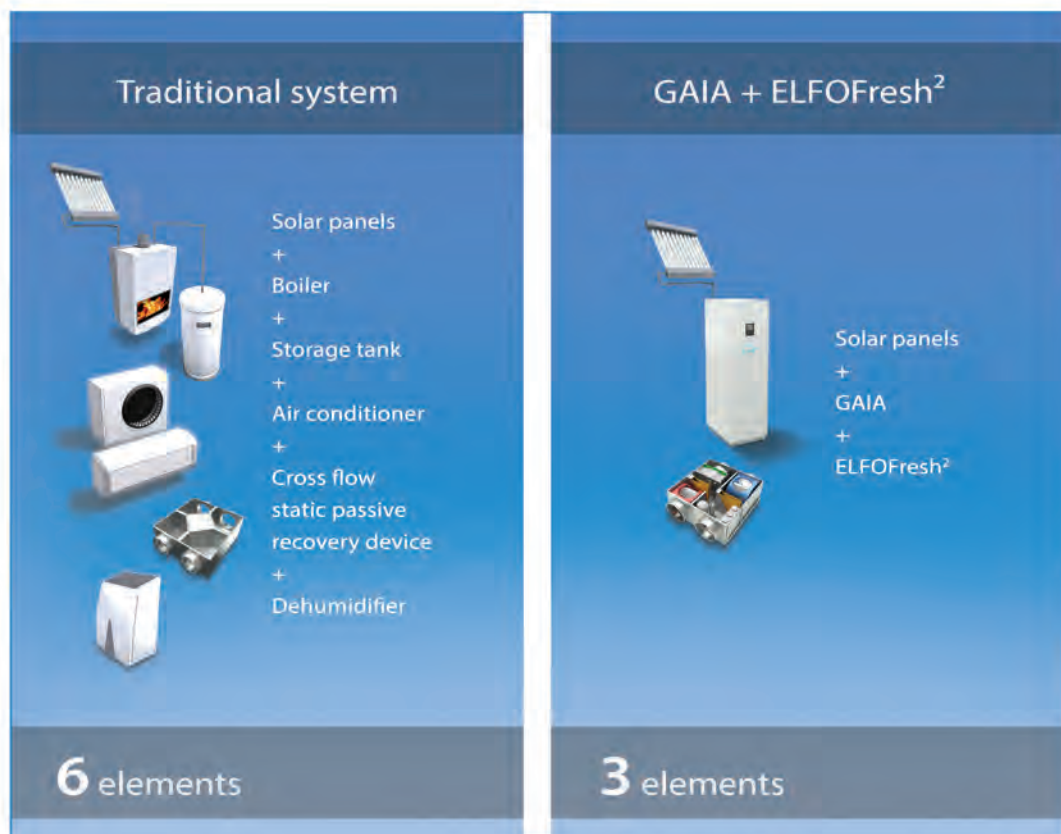 Traditional system
Solar panels
+
Boiler
+
Storage tank
+
Air conditioner
+
Cross flow
static passive
recovery device
+
Dehumidifier
6 elements
GAIA + ELFOFresh²
Solar panels
+
GAIA
+
ELFOFresh²
3 elements